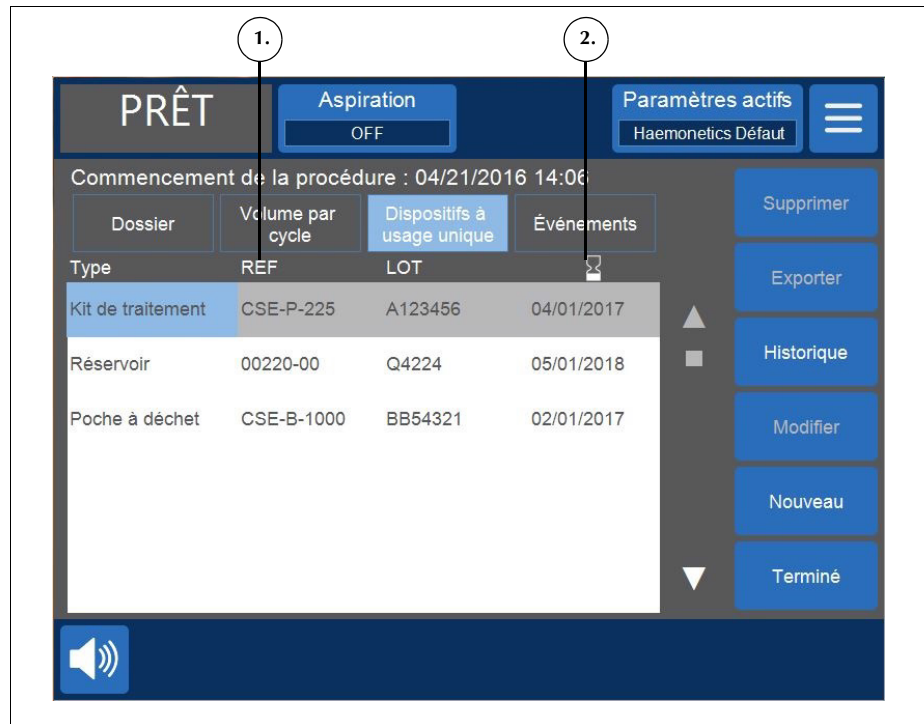 1. 2.
PRÊT
Aspiration
OFF
Paramètres actifs
Haemonetics Défaut
Commencement de la procédure : 04/21/2016 14:06
Dossier
Volume par
cycle
Dispositifs à
usage unique
Événements
Type REF LOT
Kit de traitement CSE-P-225 A123456 04/01/2017
Réservoir 00220-00 Q4224 05/01/2018
Poche à déchet CSE-B-1000 BB54321 02/01/2017
Supprimer
Exporter
Historique
Modifier
Nouveau
Terminé